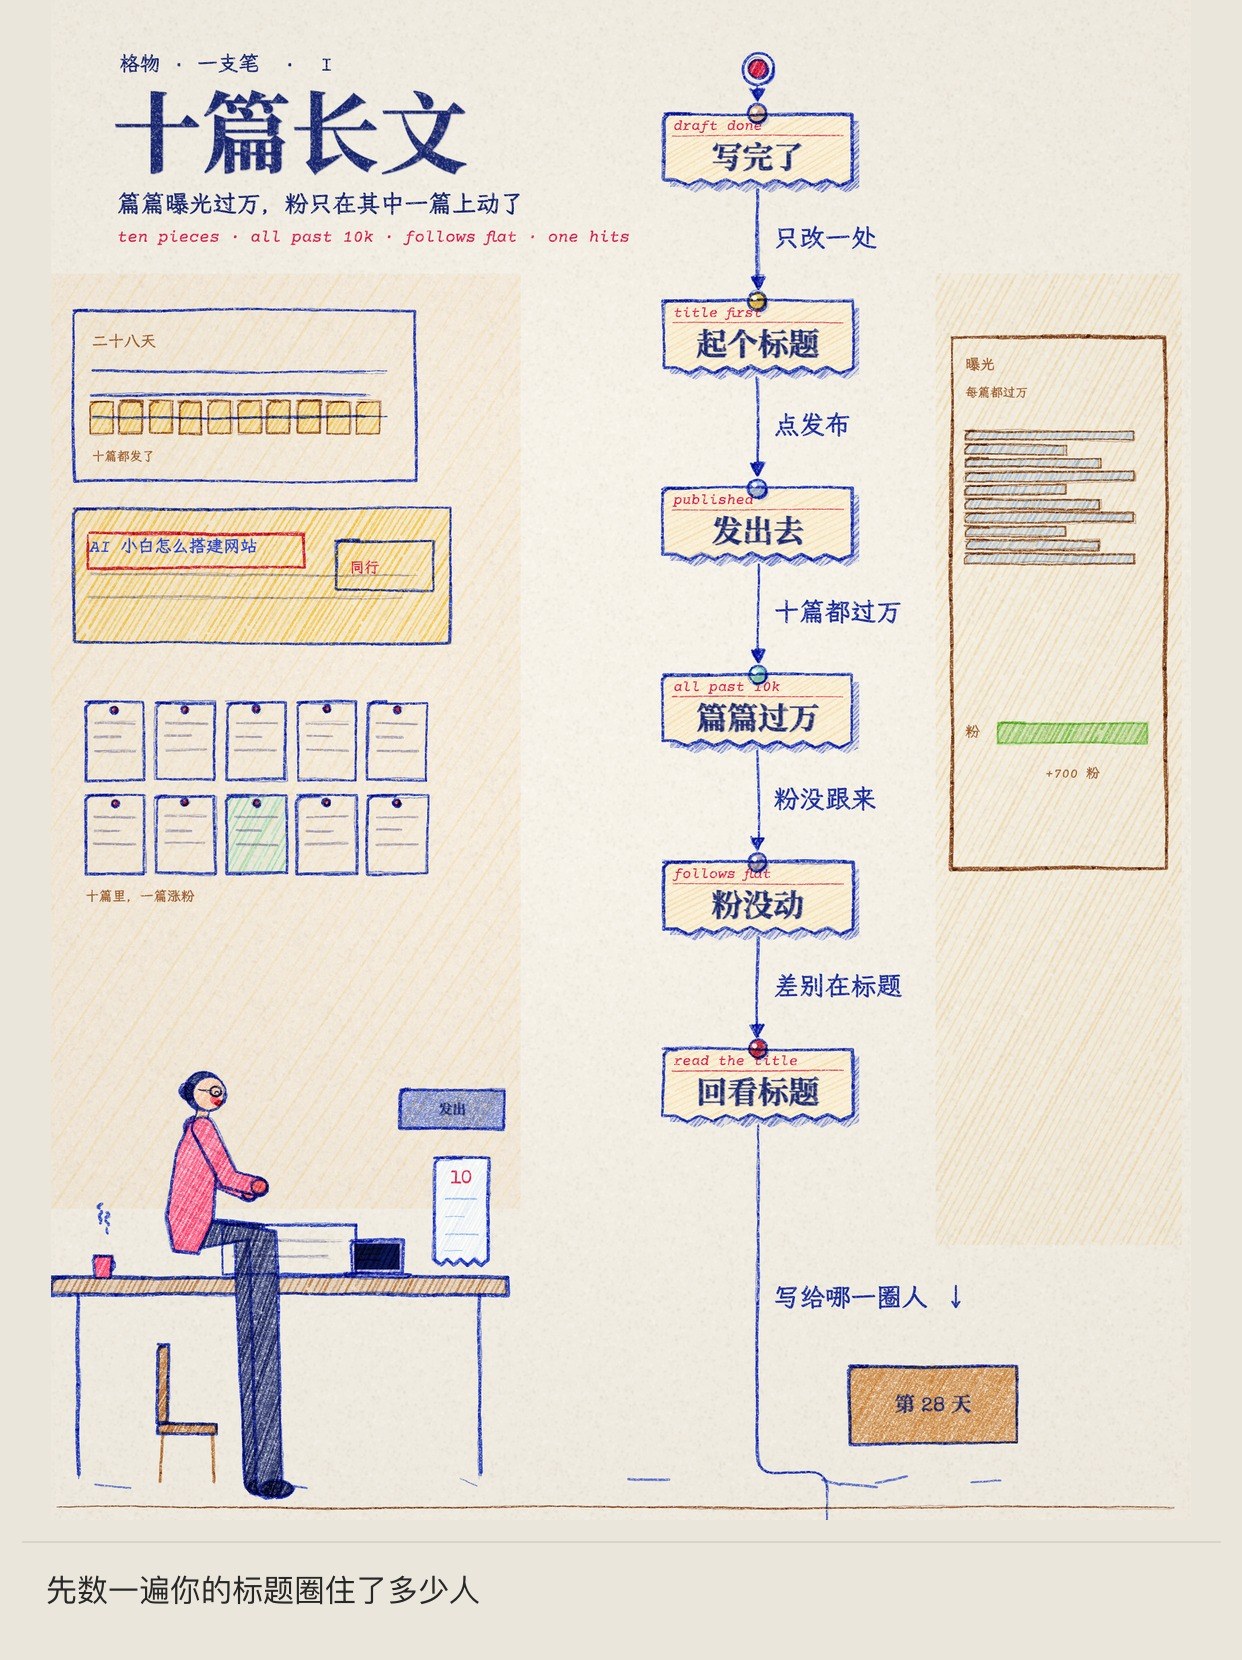 格物 · 一支笔 · I
十篇长文
篇篇曝光过万，粉只在其中一篇上动了
ten pieces · all past 10k · follows flat · one hits
二十八天
十篇都发了
AI 小白怎么搭建网站
同行
十篇里，一篇涨粉
发出
10
draft done
写完了
只改一处
title first
起个标题
点发布
published
发出去
十篇都过万
all past 10k
篇篇过万
粉没跟来
follows flat
粉没动
差别在标题
read the title
回看标题
写给哪一圈人 ↓
第 28 天
曝光
每篇都过万
粉
+700 粉
先数一遍你的标题圈住了多少人